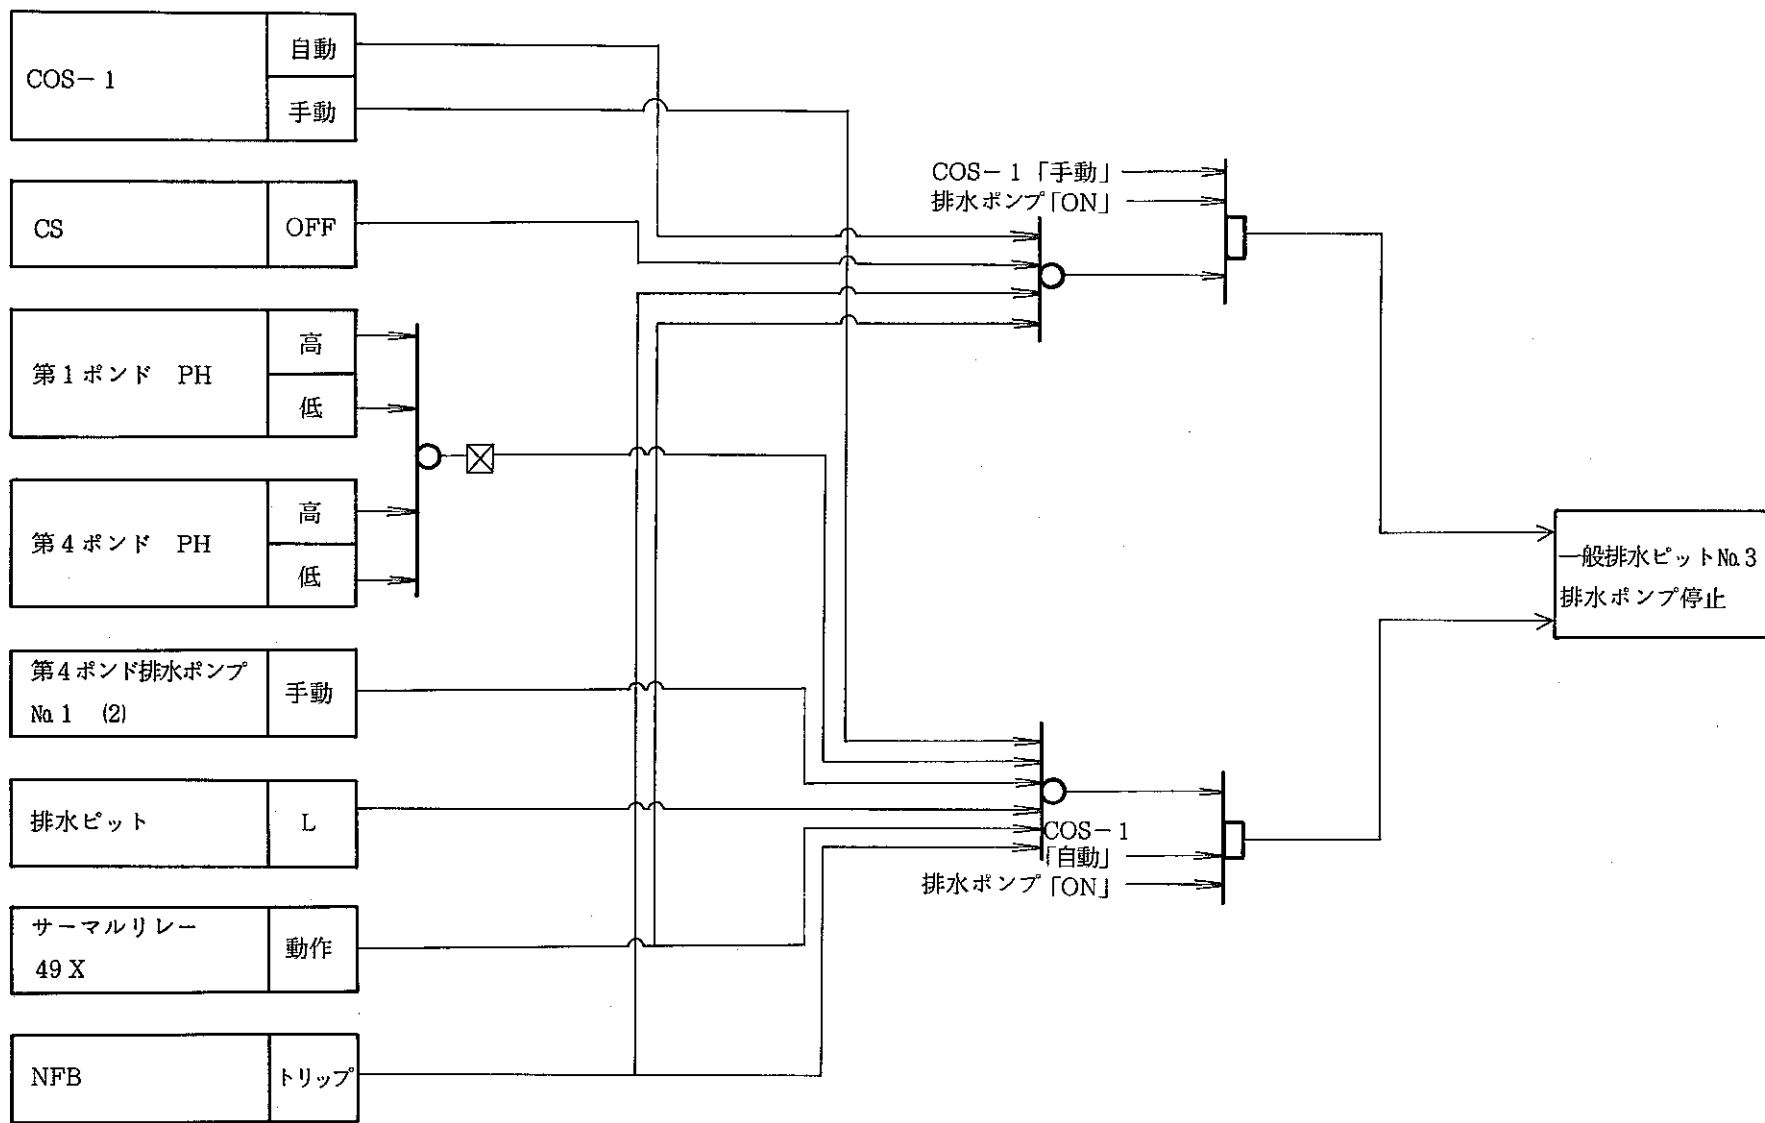 COS-1
自動
手動
CS
OFF
第1ポンド PH
高
低
第4ポンド PH
高
低
第4ポンド排水ポンプ
№1 (2)
手動
排水ピット
L
サーマルリレー
49X
動作
NFB
トリップ
COS-1「手動」
排水ポンプ「ON」
COS-1
「自動」
排水ポンプ「ON」
一般排水ピット№3
排水ポンプ停止